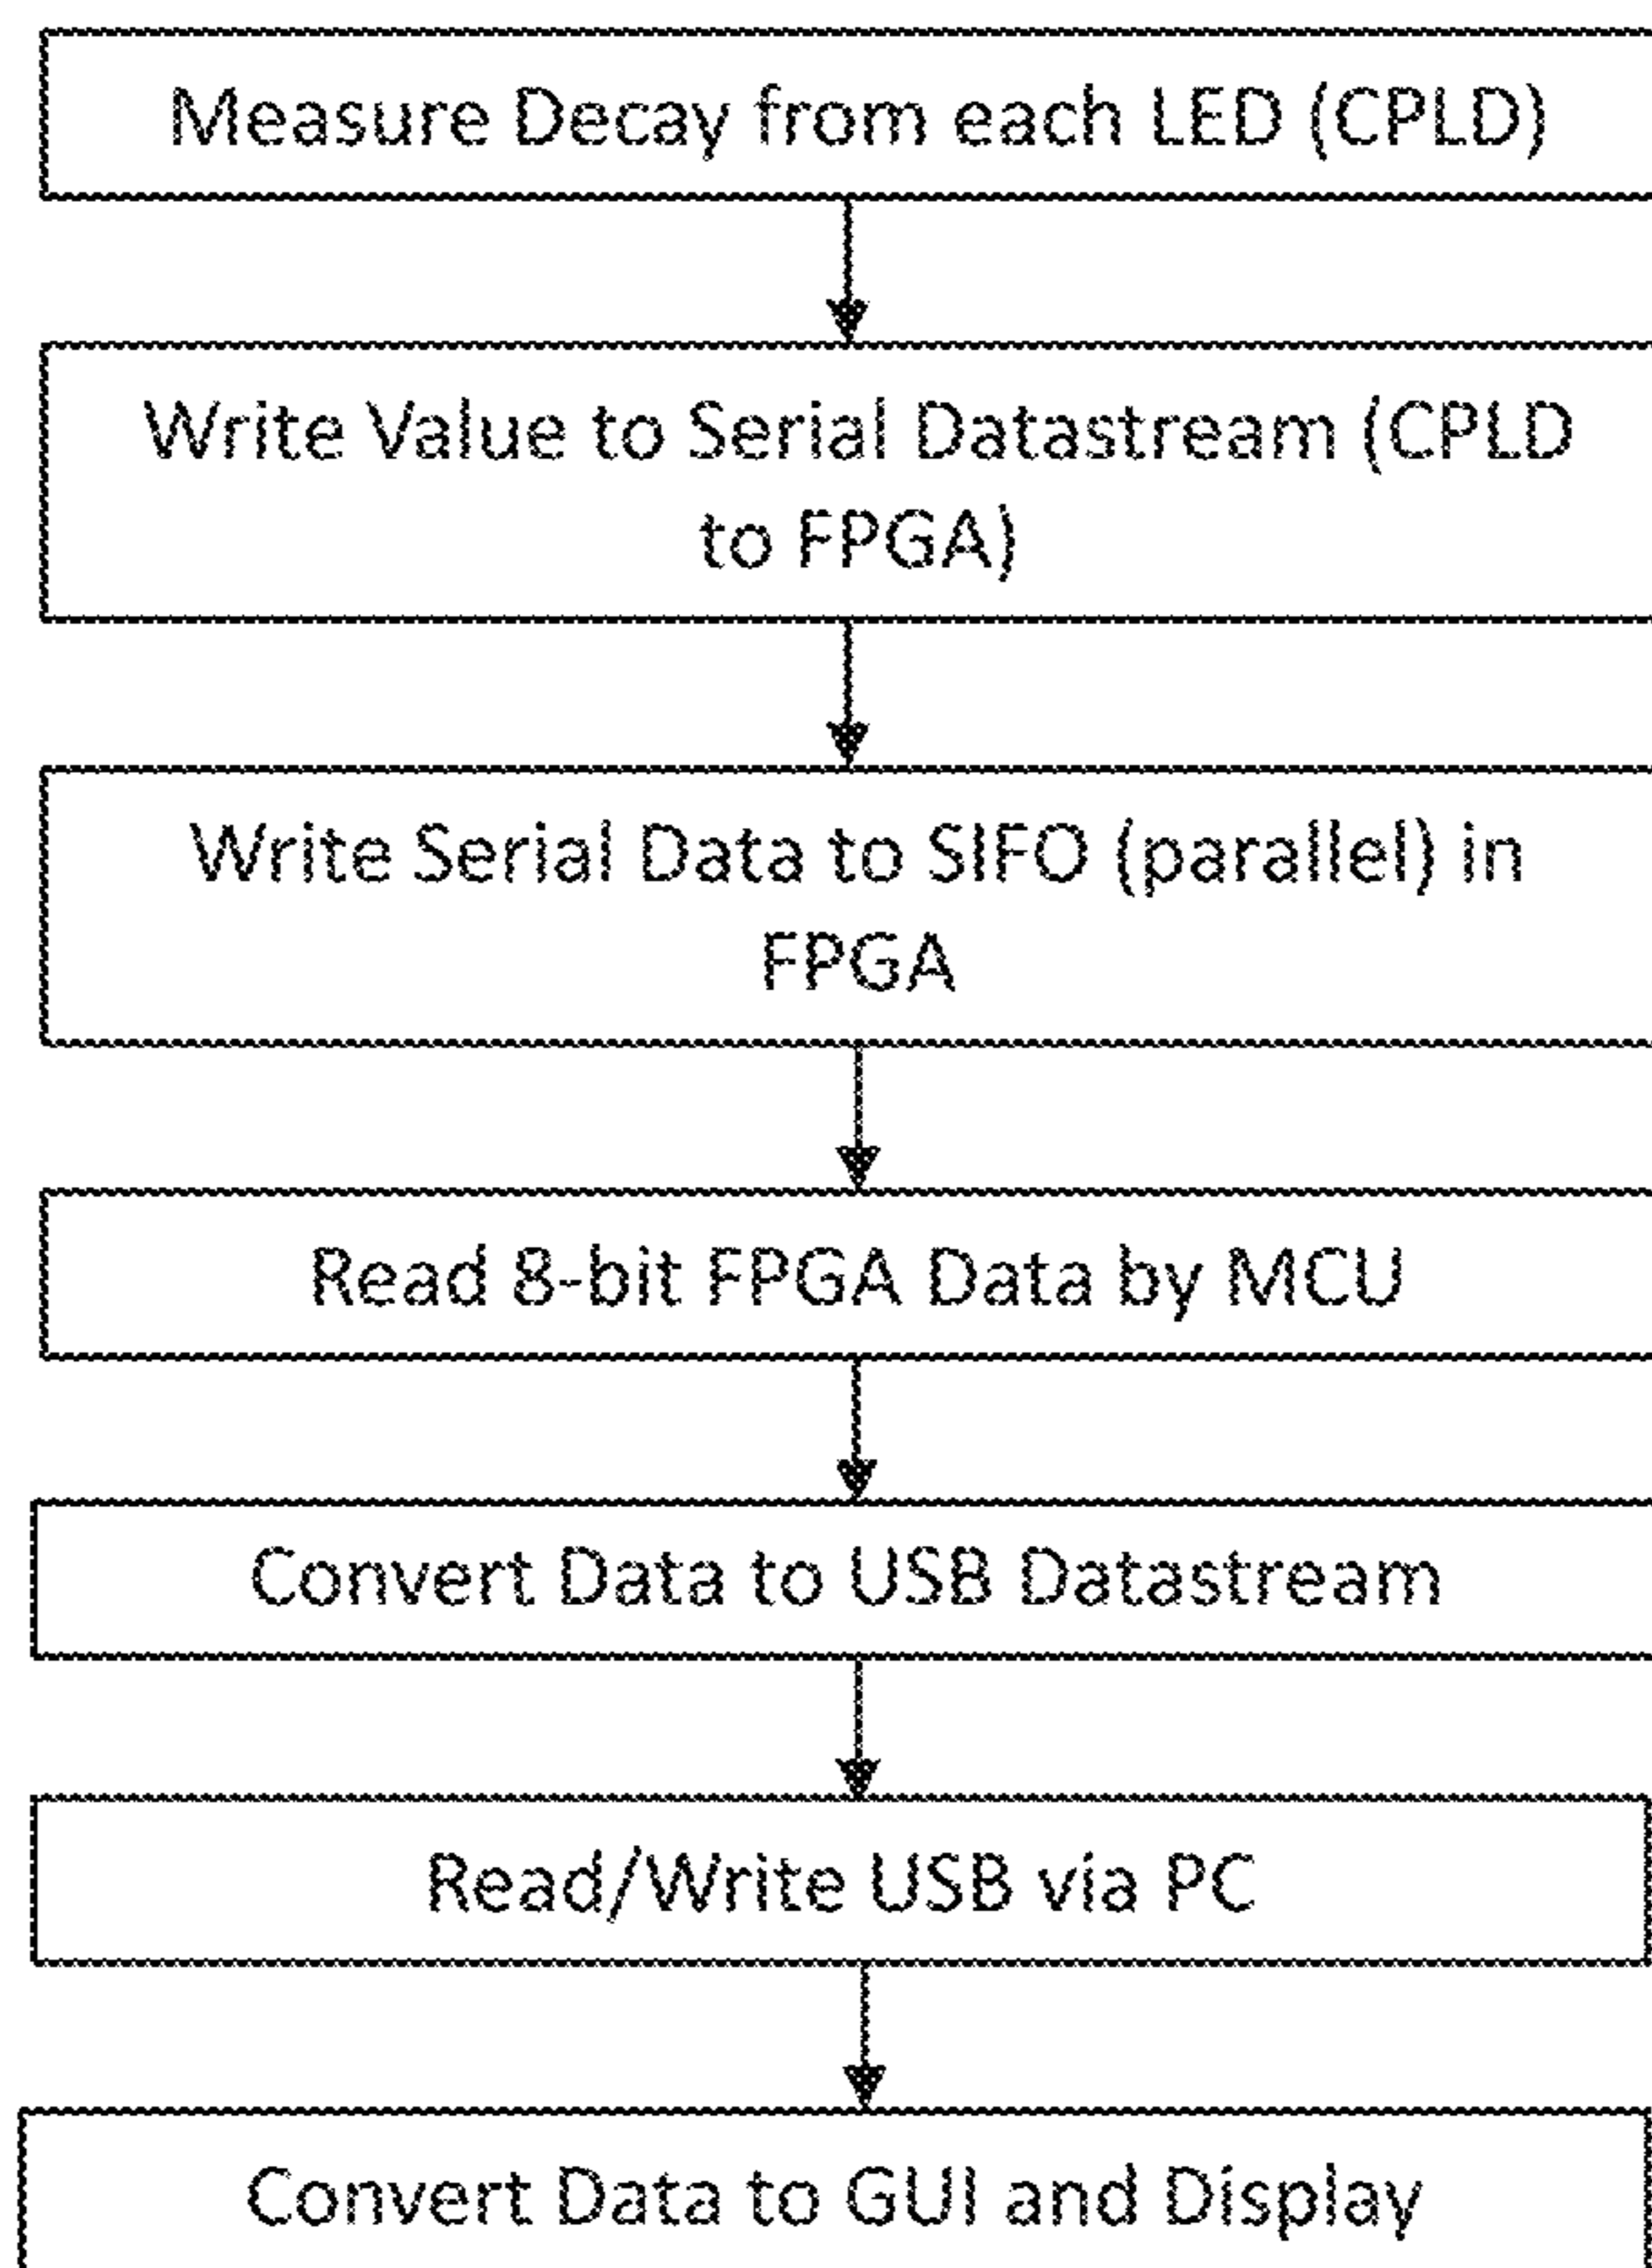 Measure Decay from each LED (CPLD)
Write Value to Serial Datastream (CPLD
to FPGA)
Write Serial Data to SIFO (parallel) in
FPGA
Read 8-bit FPGA Data by MCU
Convert Data to USB Datastream
Read/Write USB via PC
Convert Data to GUI and Display